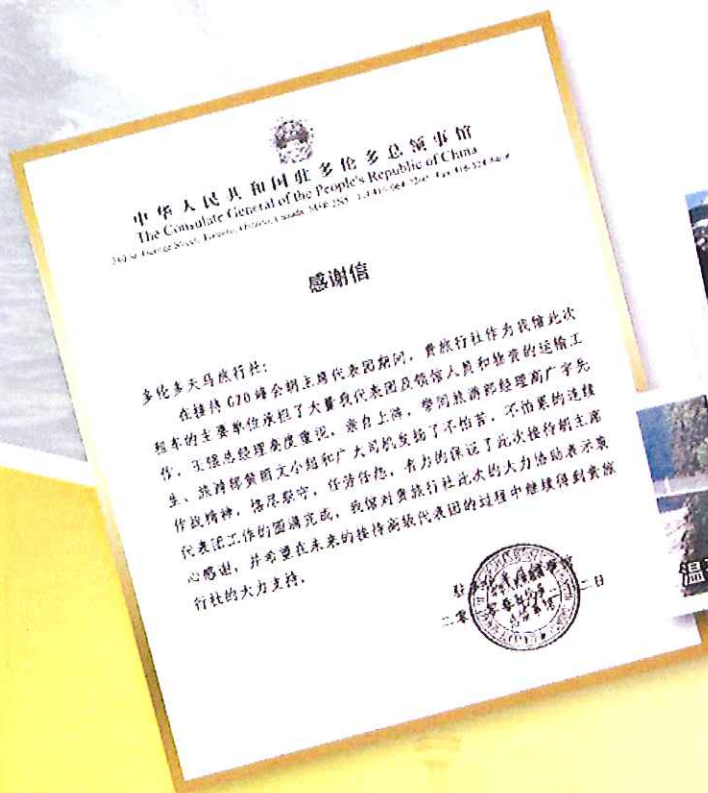 中华人民共和国驻多伦多总领事馆
The Consulate General of the People's Republic of China
感谢信
多伦多天马旅行社:
在接待G20峰会胡主席代表团期间,贵旅行社作为我馆此次
租车的主要单位承担了大量我代表团及领馆人员和物资的运输工
作,王强总经理高度重视,亲自上阵,带同旅游部经理高广宇先
生、旅游部黄丽文小姐和广大司机发扬了不怕苦,不怕累的连续
作战精神,恪尽职守,任劳任怨,有力的保证了此次接待胡主席
代表团工作的圆满完成,我馆对贵旅行社此次的大力协助表示衷
心感谢,并希望在未来的接待高级代表团的过程中继续得到贵旅
行社的大力支持。
二零
二日
温